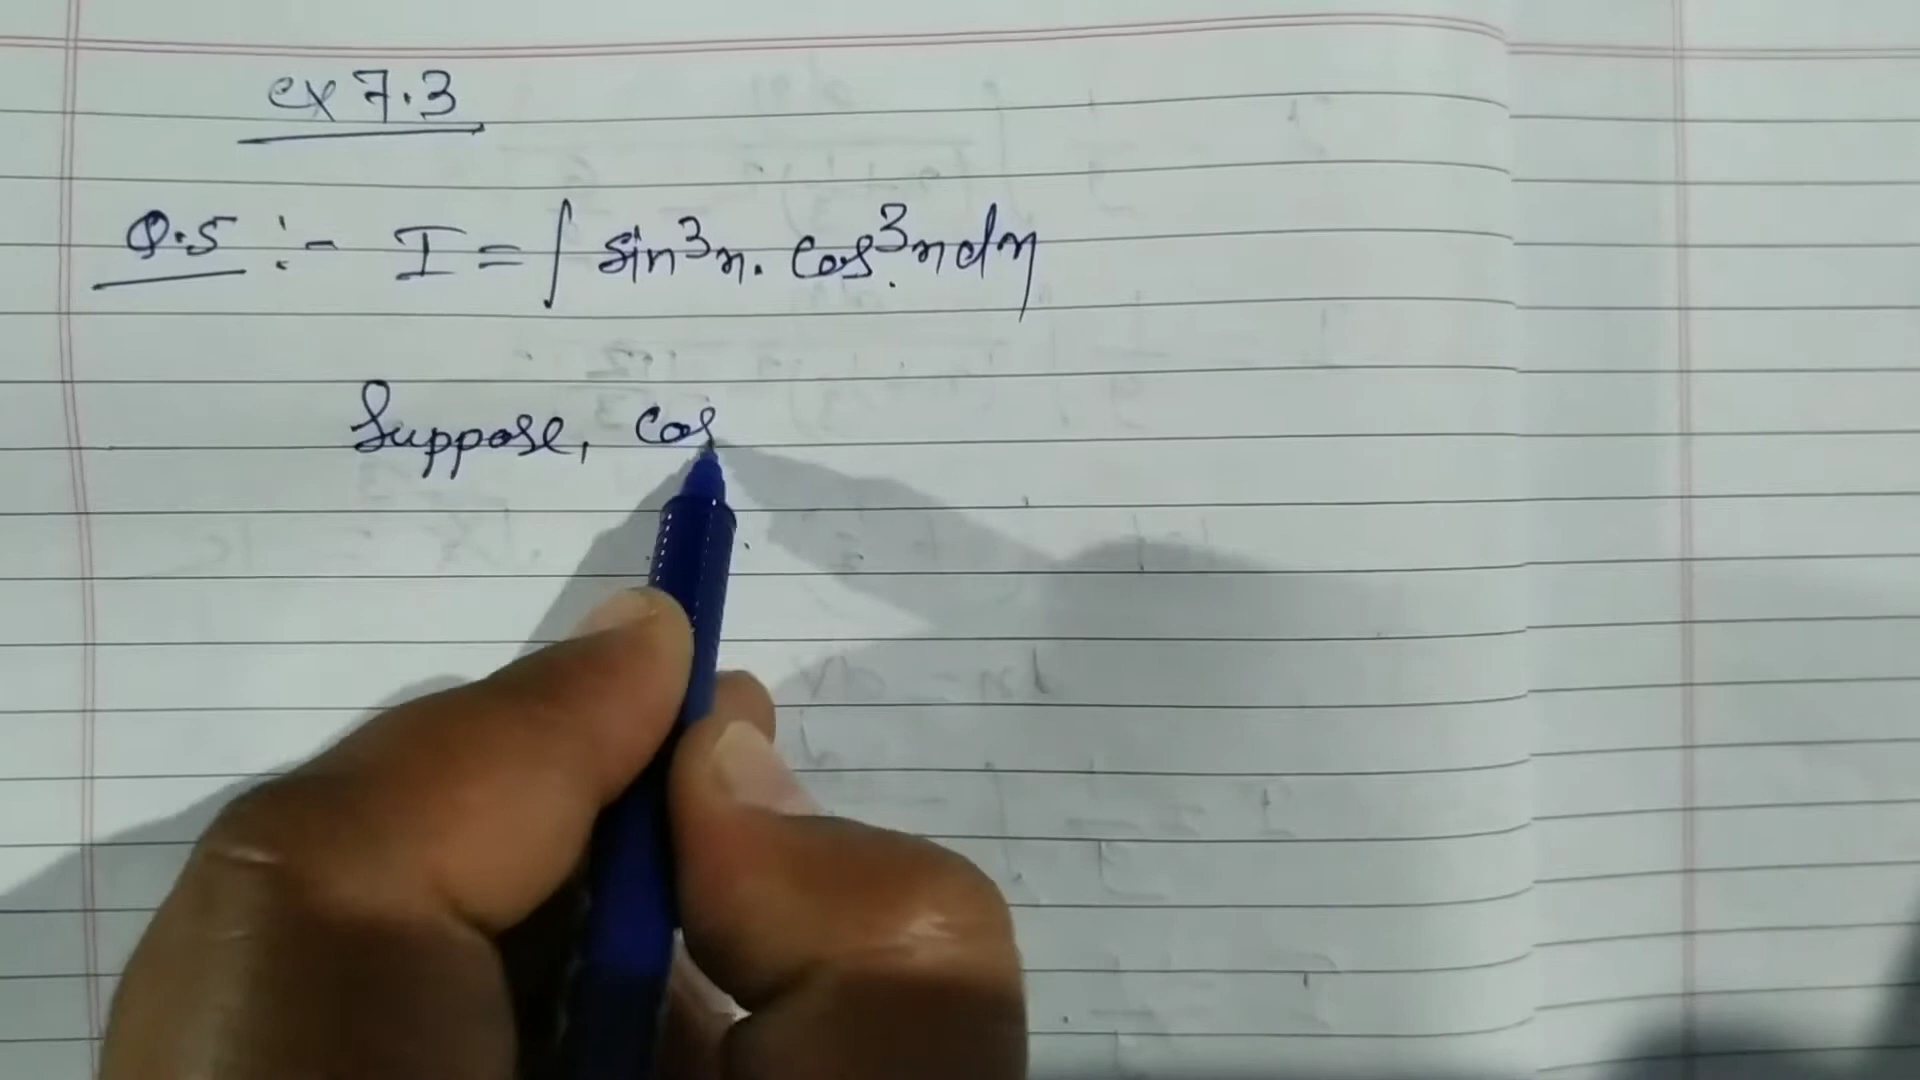 ex 7.3
Q.5 :- I = ∫ sin³x. cos³x dx
Suppose, cos